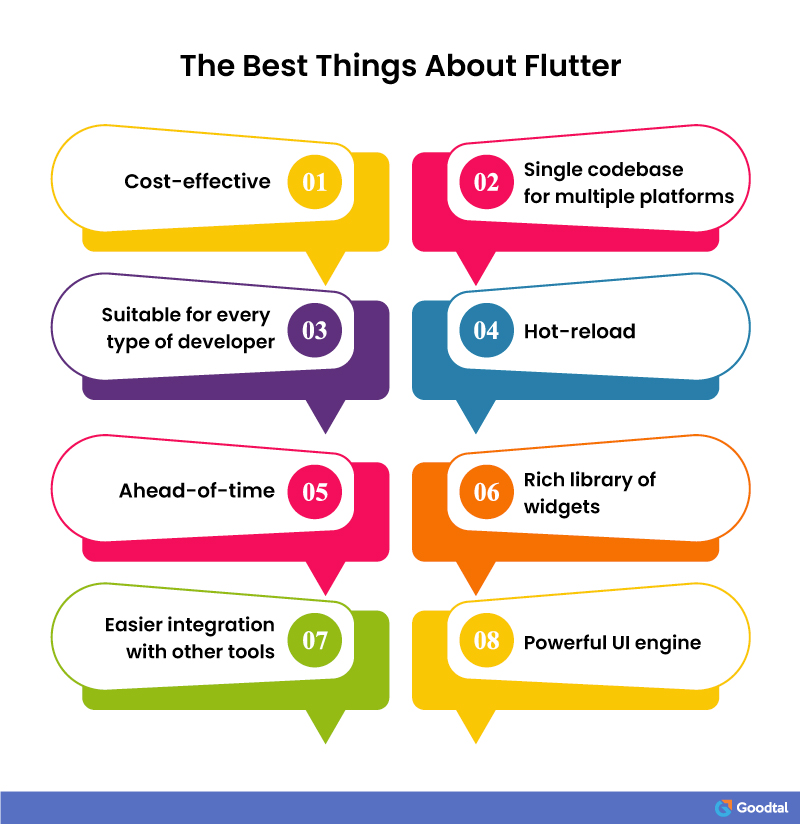 The Best Things About Flutter
Cost-effective
01
02
Single codebase
for multiple platforms
Suitable for every
type of developer
03
04
Hot-reload
Ahead-of-time
05
06
Rich library of
widgets
Easier integration
with other tools
07
08
Powerful UI engine
Goodtal